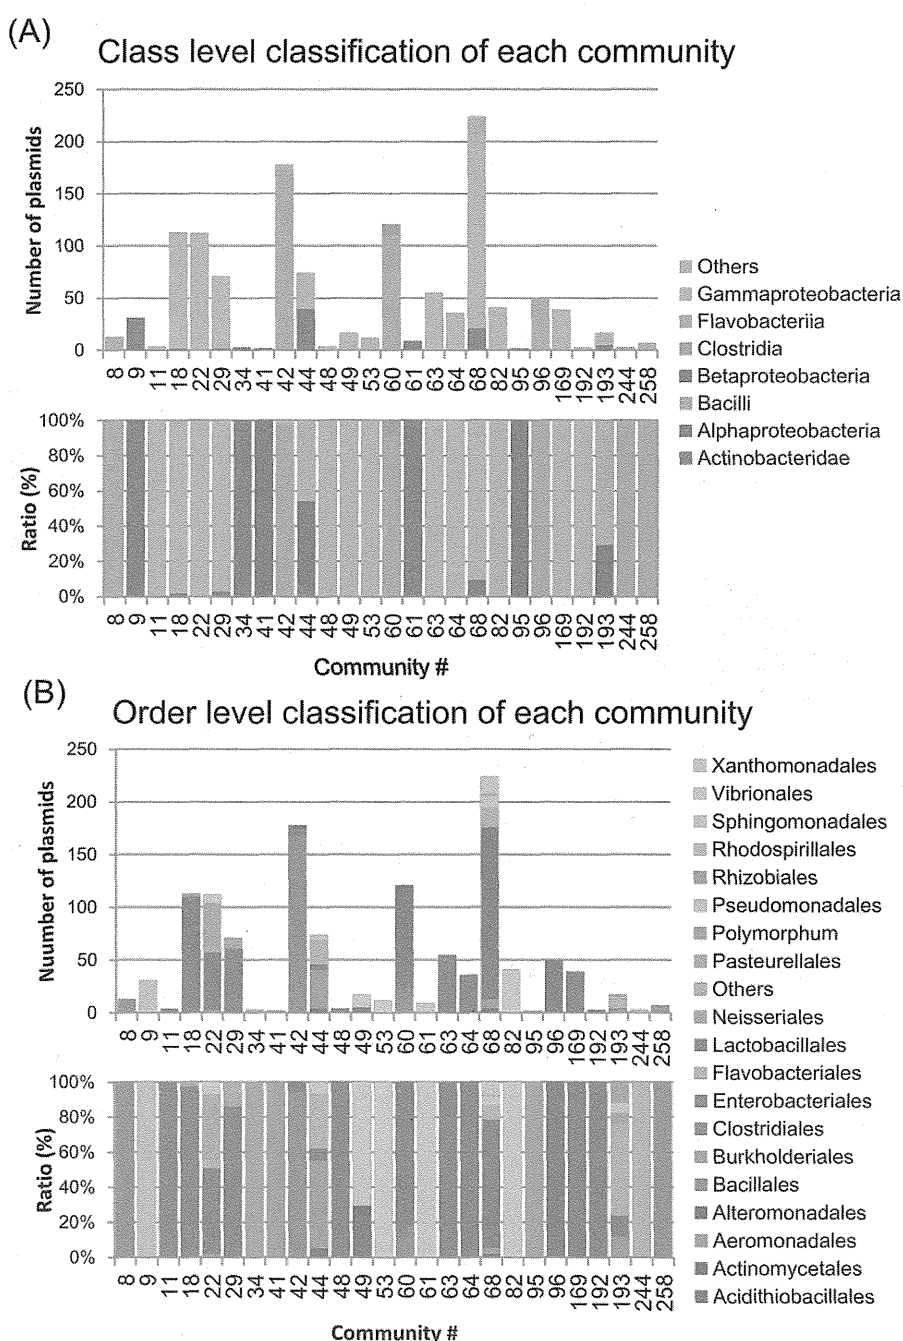 (A)
Class level classification of each community
Number of plasmids
250
200
150
100
50
0
8 9 11 18 22 29 34 41 42 44 48 49 53 60 61 63 64 68 82 95 96 169 192 193 244 258
Others
Gammaproteobacteria
Flavobacteriia
Clostridia
Betaproteobacteria
Bacilli
Alphaproteobacteria
Actinobacteridae
Ratio (%)
100%
80%
60%
40%
20%
0%
8 9 11 18 22 29 34 41 42 44 48 49 53 60 61 63 64 68 82 95 96 169 192 193 244 258
Community #
(B)
Order level classification of each community
Nuumber of plasmids
250
200
150
100
50
0
8 9 11 18 22 29 34 41 42 44 48 49 53 60 61 63 64 68 82 95 96 169 192 193 244 258
Xanthomonadales
Vibrionales
Sphingomonadales
Rhodospirillales
Rhizobiales
Pseudomonadales
Polymorphum
Pasteurellales
Others
Neisseriales
Lactobacillales
Flavobacteriales
Enterobacteriales
Clostridiales
Burkholderiales
Bacillales
Alteromonadales
Aeromonadales
Actinomycetales
Acidithiobacillales
Ratio (%)
100%
80%
60%
40%
20%
0%
8 9 11 18 22 29 34 41 42 44 48 49 53 60 61 63 64 68 82 95 96 169 192 193 244 258
Community #